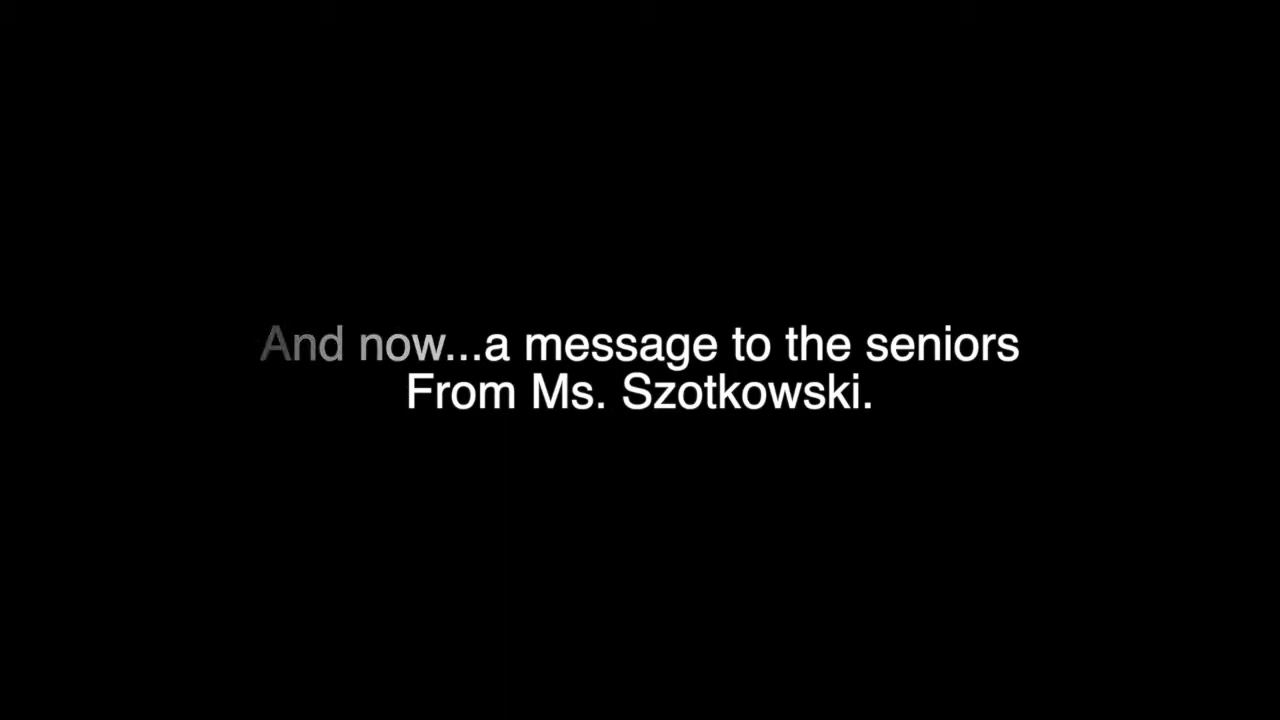 And now...a message to the seniors
From Ms. Szotkowski.